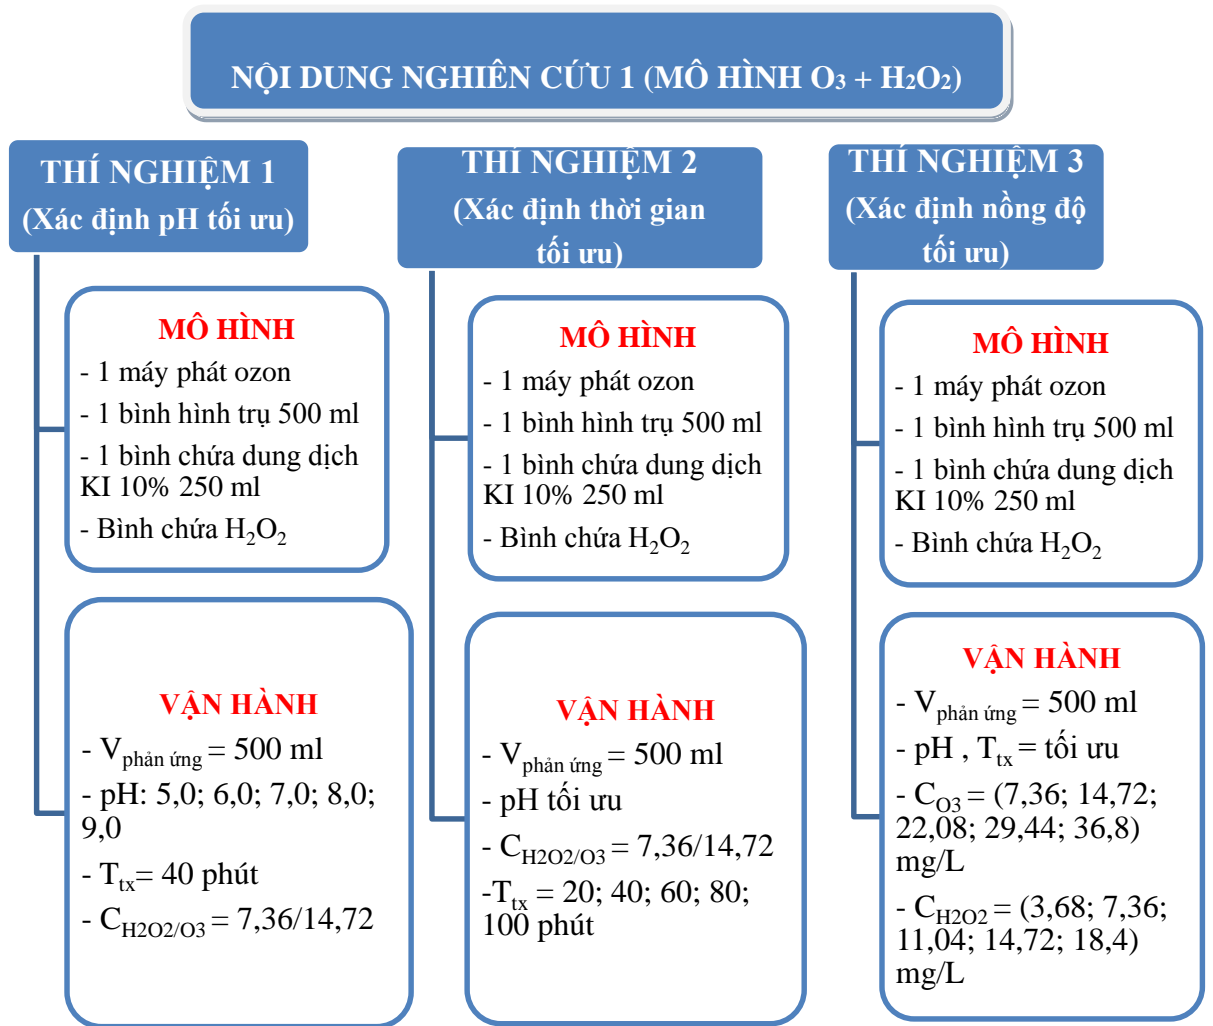 NỘI DUNG NGHIÊN CỨU 1 (MÔ HÌNH O₃ + H₂O₂)
THÍ NGHIỆM 1
(Xác định pH tối ưu)
MÔ HÌNH
- 1 máy phát ozon
- 1 bình hình trụ 500 ml
- 1 bình chứa dung dịch
KI 10% 250 ml
- Bình chứa H₂O₂
VẬN HÀNH
- Vphản ứng = 500 ml
- pH: 5,0; 6,0; 7,0; 8,0;
9,0
- Ttx= 40 phút
- CH2O2/O3 = 7,36/14,72
THÍ NGHIỆM 2
(Xác định thời gian
tối ưu)
MÔ HÌNH
- 1 máy phát ozon
- 1 bình hình trụ 500 ml
- 1 bình chứa dung dịch
KI 10% 250 ml
- Bình chứa H₂O₂
VẬN HÀNH
- Vphản ứng = 500 ml
- pH tối ưu
- CH2O2/O3 = 7,36/14,72
-Ttx = 20; 40; 60; 80;
100 phút
THÍ NGHIỆM 3
(Xác định nồng độ
tối ưu)
MÔ HÌNH
- 1 máy phát ozon
- 1 bình hình trụ 500 ml
- 1 bình chứa dung dịch
KI 10% 250 ml
- Bình chứa H₂O₂
VẬN HÀNH
- Vphản ứng = 500 ml
- pH , Ttx = tối ưu
- CO3 = (7,36; 14,72;
22,08; 29,44; 36,8)
mg/L
- CH2O2 = (3,68; 7,36;
11,04; 14,72; 18,4)
mg/L